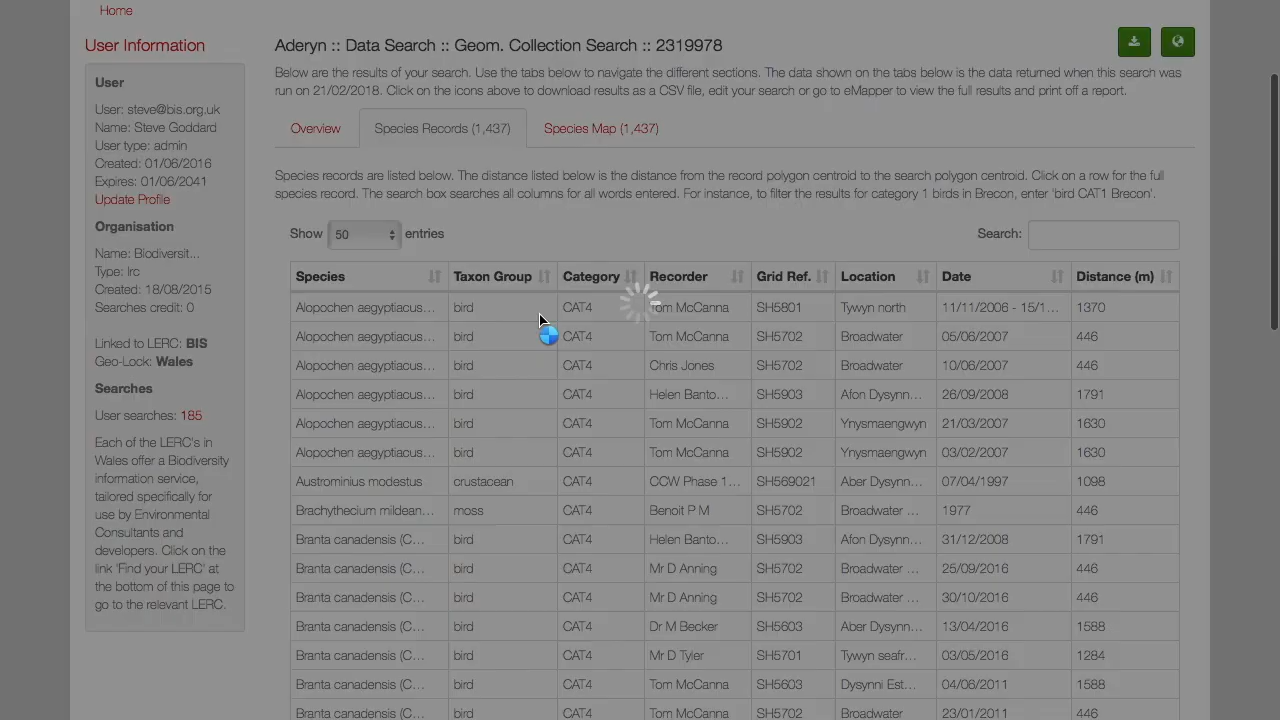 Home
User Information
User
User: steve@bis.org.uk
Name: Steve Goddard
User type: admin
Created: 01/06/2016
Expires: 01/06/2041
Update Profile
Organisation
Name: Biodiversit...
Type: lrc
Created: 18/08/2015
Searches credit: 0
Linked to LERC: BIS
Geo-Lock: Wales
Searches
User searches: 185
Each of the LERC's in
Wales offer a Biodiversity
information service,
tailored specifically for
use by Environmental
Consultants and
developers. Click on the
link 'Find your LERC' at
the bottom of this page to
go to the relevant LERC.
Aderyn :: Data Search :: Geom. Collection Search :: 2319978
Below are the results of your search. Use the tabs below to navigate the different sections. The data shown on the tabs below is the data returned when this search was
run on 21/02/2018. Click on the icons above to download results as a CSV file, edit your search or go to eMapper to view the full results and print off a report.
Overview Species Records (1,437) Species Map (1,437)
Species records are listed below. The distance listed below is the distance from the record polygon centroid to the search polygon centroid. Click on a row for the full
species record. The search box searches all columns for all words entered. For instance, to filter the results for category 1 birds in Brecon, enter 'bird CAT1 Brecon'.
Show 50 entries Search:
Species Taxon Group Category Recorder Grid Ref. Location Date Distance (m)
Alopochen aegyptiacus... bird CAT4 Tom McCanna SH5801 Tywyn north 11/11/2006 - 15/1... 1370
Alopochen aegyptiacus... bird CAT4 Tom McCanna SH5702 Broadwater 05/06/2007 446
Alopochen aegyptiacus... bird CAT4 Chris Jones SH5702 Broadwater 10/06/2007 446
Alopochen aegyptiacus... bird CAT4 Helen Banto... SH5903 Afon Dysynn... 26/09/2008 1791
Alopochen aegyptiacus... bird CAT4 Tom McCanna SH5902 Ynysmaengwyn 21/03/2007 1630
Alopochen aegyptiacus... bird CAT4 Tom McCanna SH5902 Ynysmaengwyn 03/02/2007 1630
Austrominius modestus crustacean CAT4 CCW Phase 1... SH569021 Aber Dysynn... 07/04/1997 1098
Brachythecium mildean... moss CAT4 Benoit P M SH5702 Broadwater ... 1977 446
Branta canadensis (C... bird CAT4 Helen Banto... SH5903 Afon Dysynn... 31/12/2008 1791
Branta canadensis (C... bird CAT4 Mr D Anning SH5702 Broadwater ... 25/09/2016 446
Branta canadensis (C... bird CAT4 Mr D Anning SH5702 Broadwater ... 30/10/2016 446
Branta canadensis (C... bird CAT4 Dr M Becker SH5603 Aber Dysynn... 13/04/2016 1588
Branta canadensis (C... bird CAT4 Mr D Tyler SH5701 Tywyn seafr... 03/05/2016 1284
Branta canadensis (C... bird CAT4 Tom McCanna SH5603 Dysynni Est... 04/06/2011 1588
Branta canadensis (C... bird CAT4 Tom McCanna SH5702 Broadwater 23/01/2011 446